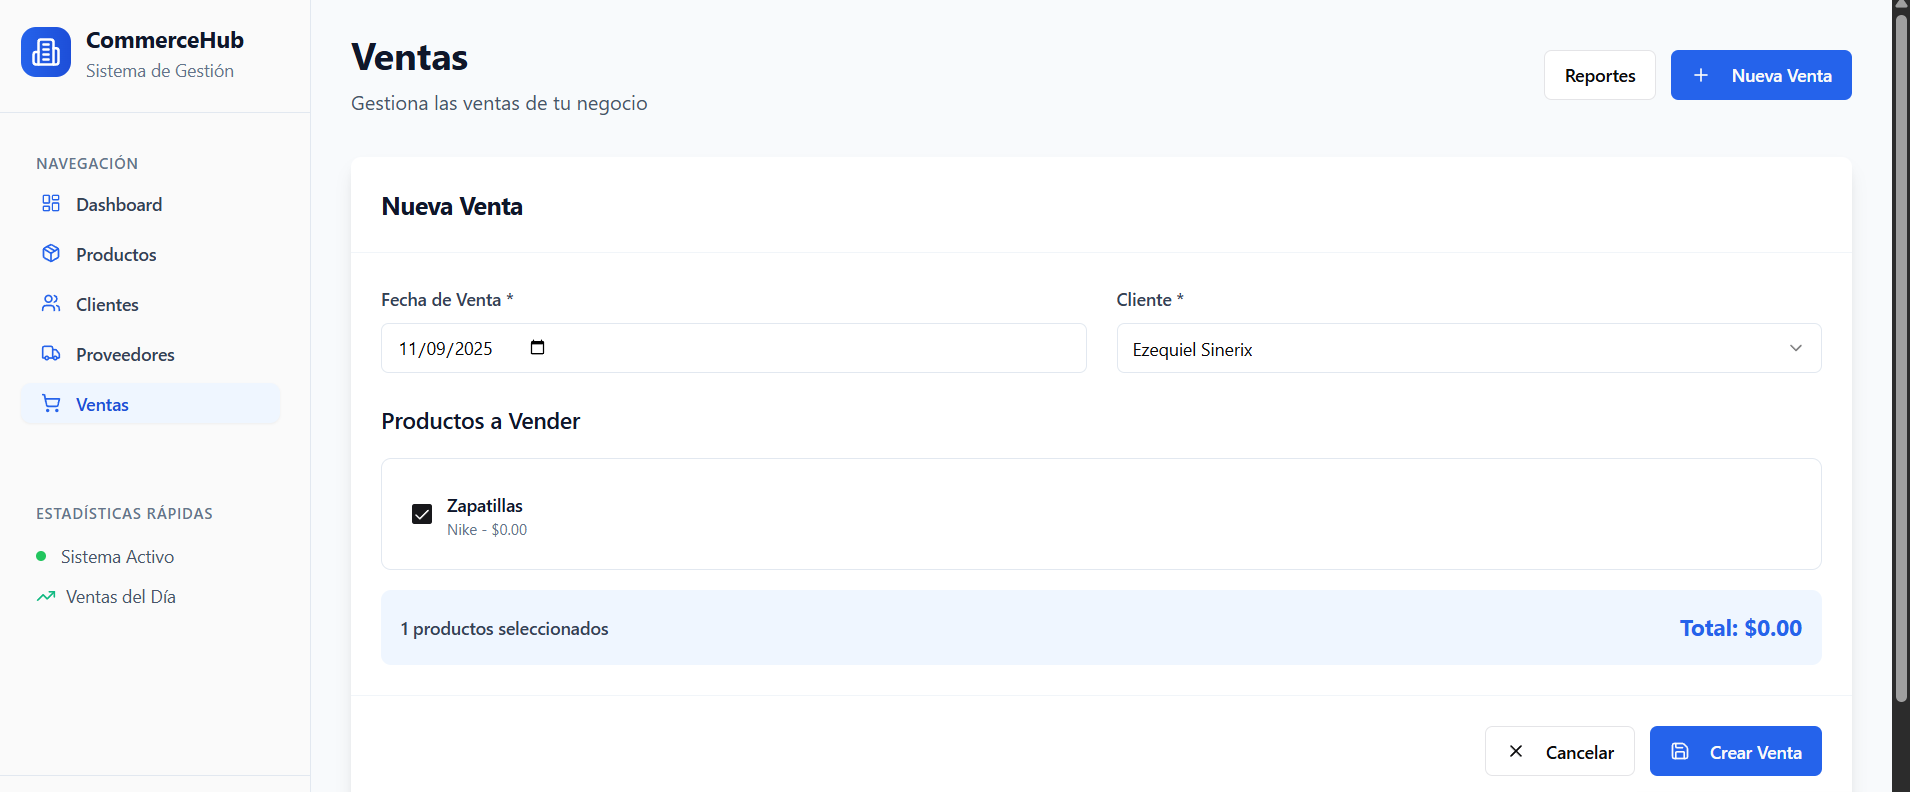 CommerceHub
Sistema de Gestión
NAVEGACIÓN
Dashboard
Productos
Clientes
Proveedores
Ventas
ESTADÍSTICAS RÁPIDAS
Sistema Activo
Ventas del Día
Ventas
Gestiona las ventas de tu negocio
Reportes
Nueva Venta
Nueva Venta
Fecha de Venta *
11/09/2025
Cliente *
Ezequiel Sinerix
Productos a Vender
Zapatillas
Nike - $0.00
1 productos seleccionados
Total: $0.00
Cancelar
Crear Venta